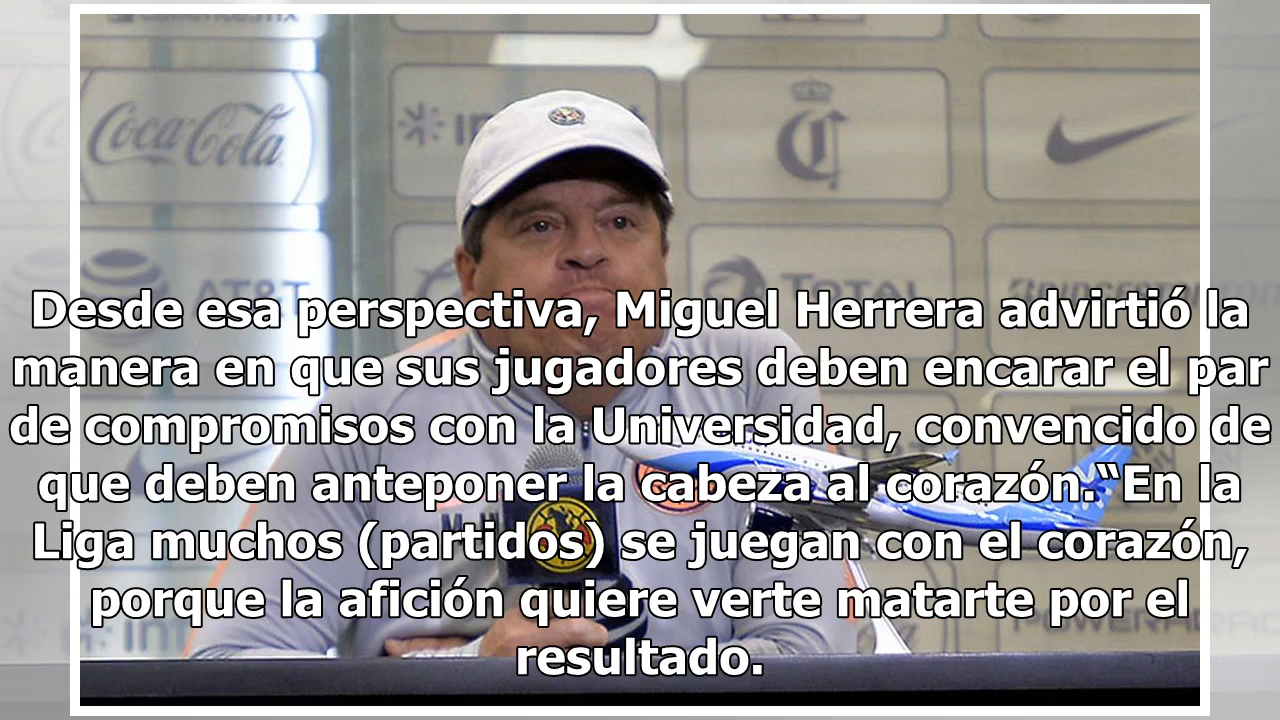 Coca-Cola
AT&T
TOTAL
Desde esa perspectiva, Miguel Herrera advirtió la
manera en que sus jugadores deben encarar el par
de compromisos con la Universidad, convencido de
que deben anteponer la cabeza al corazón.“En la
Liga muchos (partidos) se juegan con el corazón,
porque la afición quiere verte matarte por el
resultado.